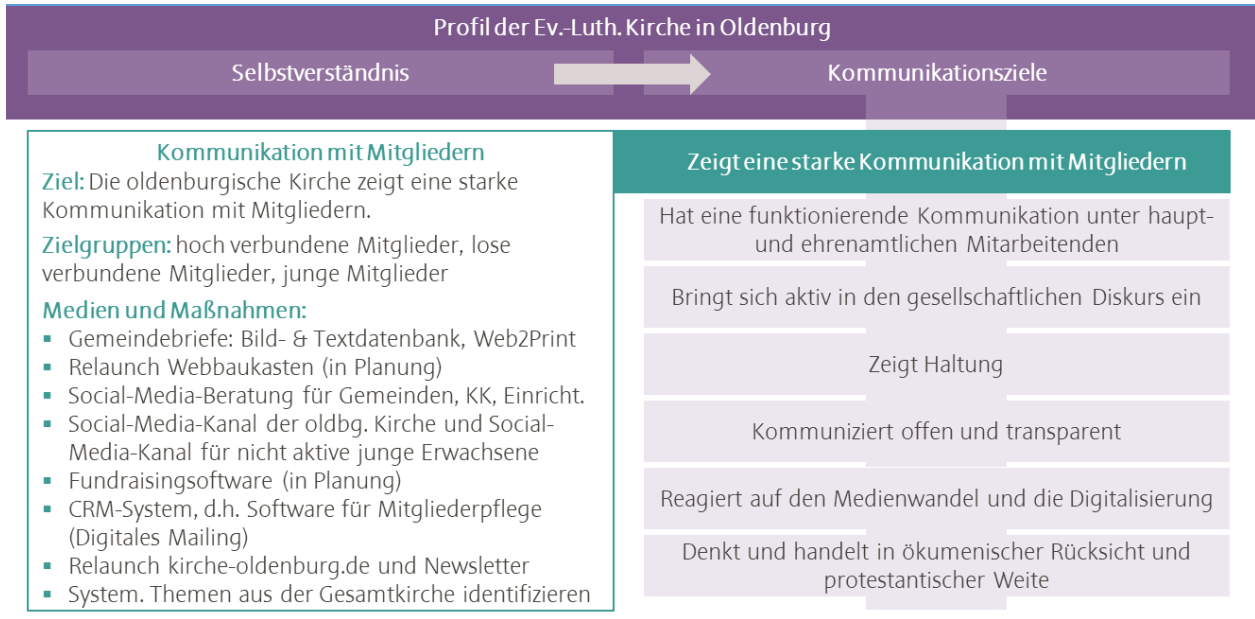 Profil der Ev.-Luth. Kirche in Oldenburg
Selbstverständnis
Kommunikationsziele
Kommunikation mit Mitgliedern
Ziel: Die oldenburgische Kirche zeigt eine starke
Kommunikation mit Mitgliedern.
Zielgruppen: hoch verbundene Mitglieder, lose
verbundene Mitglieder, junge Mitglieder
Medien und Maßnahmen:
▪ Gemeindebriefe: Bild- & Textdatenbank, Web2Print
▪ Relaunch Webbaukasten (in Planung)
▪ Social-Media-Beratung für Gemeinden, KK, Einricht.
▪ Social-Media-Kanal der oldbg. Kirche und Social-
Media-Kanal für nicht aktive junge Erwachsene
▪ Fundraisingsoftware (in Planung)
▪ CRM-System, d.h. Software für Mitgliederpflege
(Digitales Mailing)
▪ Relaunch kirche-oldenburg.de und Newsletter
▪ System. Themen aus der Gesamtkirche identifizieren
Zeigt eine starke Kommunikation mit Mitgliedern
Hat eine funktionierende Kommunikation unter haupt-
und ehrenamtlichen Mitarbeitenden
Bringt sich aktiv in den gesellschaftlichen Diskurs ein
Zeigt Haltung
Kommuniziert offen und transparent
Reagiert auf den Medienwandel und die Digitalisierung
Denkt und handelt in ökumenischer Rücksicht und
protestantischer Weite